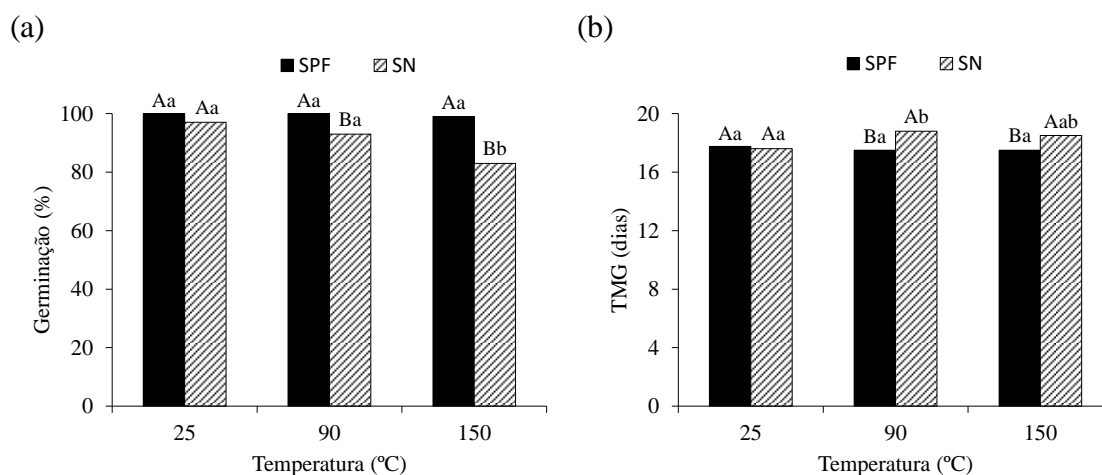 (a)
SPF SN
Aa Aa Aa Ba Aa Bb
100
80
60
40
20
0
Germinação (%)
25 90 150
Temperatura (ºC)
(b)
SPF SN
Aa Aa Ba Ab Ba Aab
20
16
12
8
4
0
TMG (dias)
25 90 150
Temperatura (ºC)